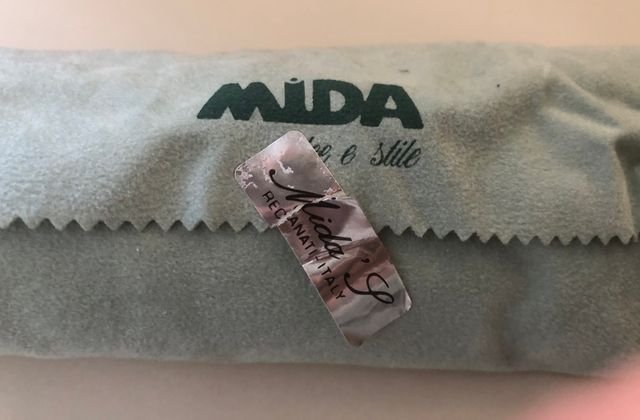 MiDA
e stile
Mida'S
RECANATI, ITALY